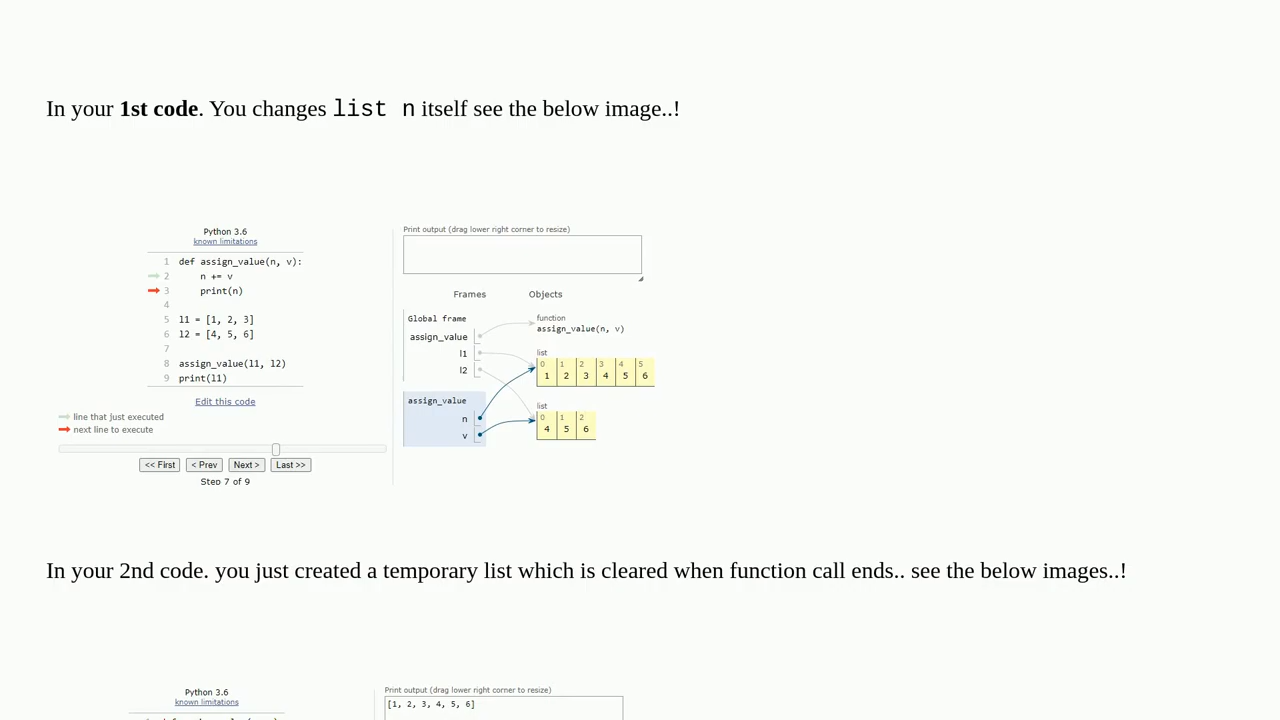 In your 1st code. You changes list n itself see the below image..!
Python 3.6
known limitations
1 def assign_value(n, v):
2 n += v
3 print(n)
4
5 l1 = [1, 2, 3]
6 l2 = [4, 5, 6]
7
8 assign_value(l1, l2)
9 print(l1)
Edit this code
line that just executed
next line to execute
<< First < Prev Next > Last >>
Step 7 of 9
Print output (drag lower right corner to resize)
Frames Objects
Global frame
assign_value
l1
l2
function
assign_value(n, v)
list
0 1 2 3 4 5
1 2 3 4 5 6
assign_value
n
v
list
0 1 2
4 5 6
In your 2nd code. you just created a temporary list which is cleared when function call ends.. see the below images..!
Python 3.6
known limitations
Print output (drag lower right corner to resize)
[1, 2, 3, 4, 5, 6]